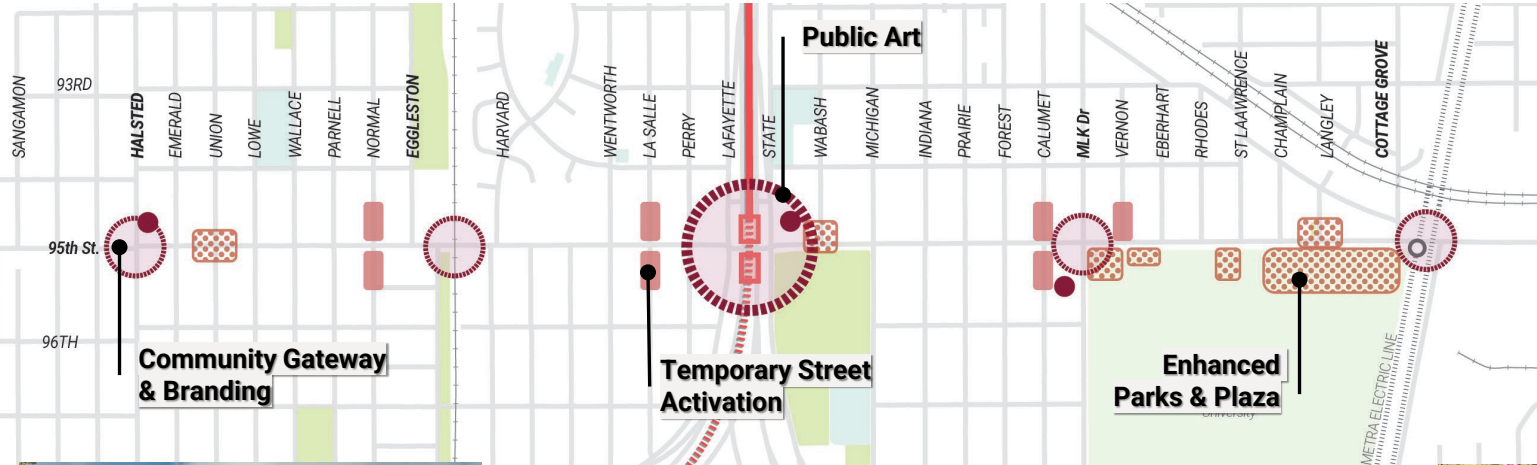 Public Art
93RD
SANGAMON
HALSTED
EMERALD
UNION
LOWE
WALLACE
PARNELL
NORMAL
EGGLESTON
HARVARD
WENTWORTH
LA SALLE
PERRY
LAFAYETTE
STATE
WABASH
MICHIGAN
INDIANA
PRAIRIE
FOREST
CALUMET
MLK Dr
VERNON
EBERHART
RHODES
ST LAWRENCE
CHAMPLAIN
LANGLEY
COTTAGE GROVE
95th St.
96TH
Community Gateway
& Branding
Temporary Street
Activation
Enhanced
Parks & Plaza
University
METRA ELECTRIC LINE